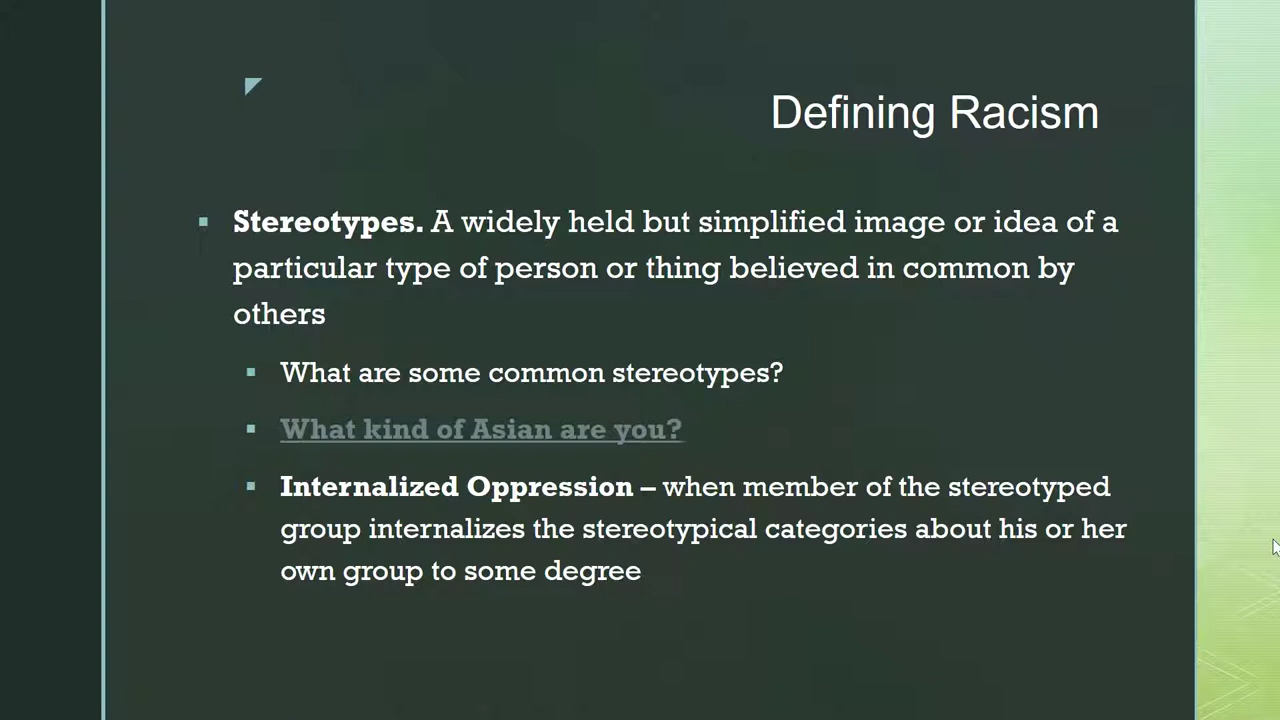 Defining Racism
Stereotypes. A widely held but simplified image or idea of a
particular type of person or thing believed in common by
others
What are some common stereotypes?
What kind of Asian are you?
Internalized Oppression – when member of the stereotyped
group internalizes the stereotypical categories about his or her
own group to some degree